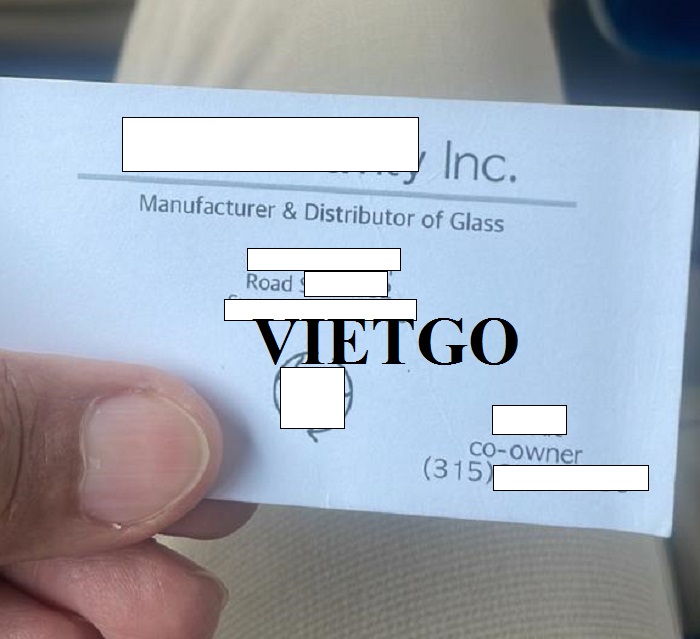 Inc.
Manufacturer & Distributor of Glass
Road
VIETGO
co-owner
(315)